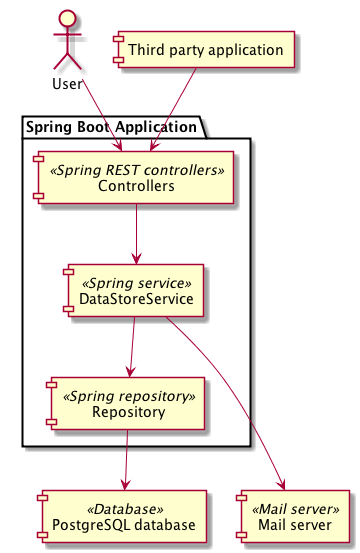 Third party application
User
Spring Boot Application
«Spring REST controllers»
Controllers
«Spring service»
DataStoreService
«Spring repository»
Repository
«Database»
PostgreSQL database
«Mail server»
Mail server